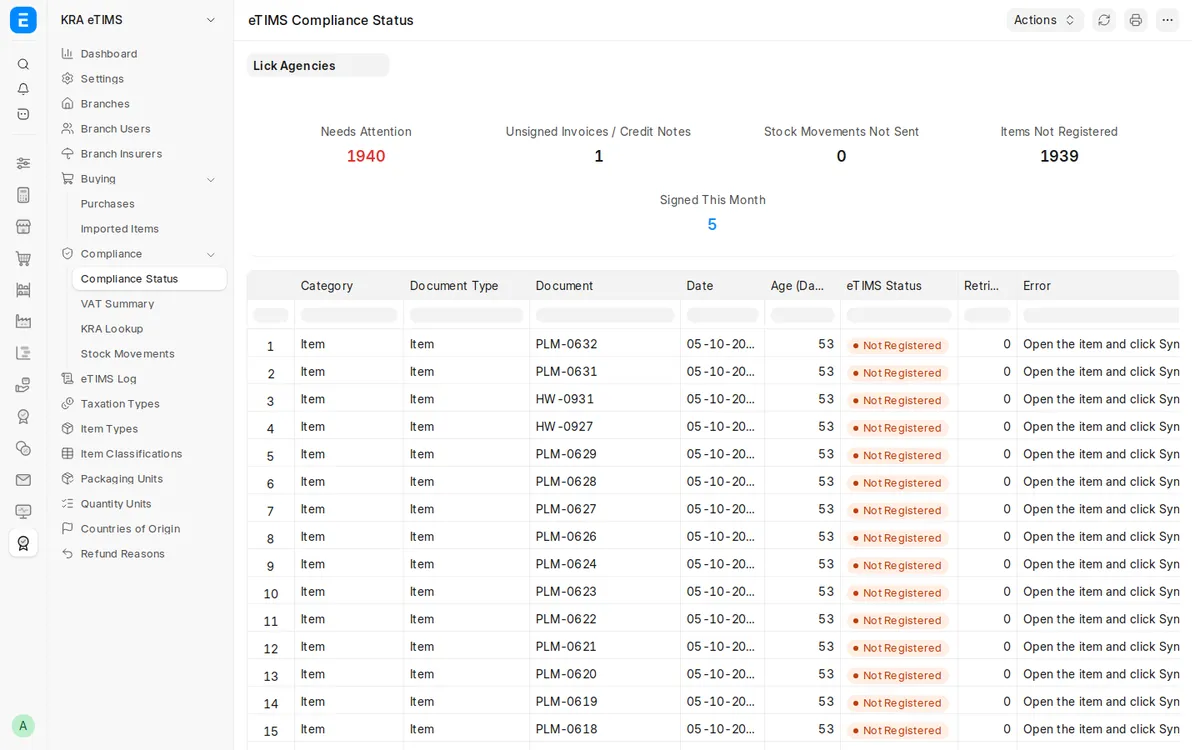 KRA eTIMS
Dashboard
Settings
Branches
Branch Users
Branch Insurers
Buying
Purchases
Imported Items
Compliance
Compliance Status
VAT Summary
KRA Lookup
Stock Movements
eTIMS Log
Taxation Types
Item Types
Item Classifications
Packaging Units
Quantity Units
Countries of Origin
Refund Reasons
A
eTIMS Compliance Status
Actions
Lick Agencies
Needs Attention
1940
Unsigned Invoices / Credit Notes
1
Stock Movements Not Sent
0
Items Not Registered
1939
Signed This Month
5
Category Document Type Document Date Age (Da... eTIMS Status Retri... Error
1 Item Item PLM-0632 05-10-20... 53 Not Registered 0 Open the item and click Syn
2 Item Item PLM-0631 05-10-20... 53 Not Registered 0 Open the item and click Syn
3 Item Item HW-0931 05-10-20... 53 Not Registered 0 Open the item and click Syn
4 Item Item HW-0927 05-10-20... 53 Not Registered 0 Open the item and click Syn
5 Item Item PLM-0629 05-10-20... 53 Not Registered 0 Open the item and click Syn
6 Item Item PLM-0628 05-10-20... 53 Not Registered 0 Open the item and click Syn
7 Item Item PLM-0627 05-10-20... 53 Not Registered 0 Open the item and click Syn
8 Item Item PLM-0626 05-10-20... 53 Not Registered 0 Open the item and click Syn
9 Item Item PLM-0624 05-10-20... 53 Not Registered 0 Open the item and click Syn
10 Item Item PLM-0623 05-10-20... 53 Not Registered 0 Open the item and click Syn
11 Item Item PLM-0622 05-10-20... 53 Not Registered 0 Open the item and click Syn
12 Item Item PLM-0621 05-10-20... 53 Not Registered 0 Open the item and click Syn
13 Item Item PLM-0620 05-10-20... 53 Not Registered 0 Open the item and click Syn
14 Item Item PLM-0619 05-10-20... 53 Not Registered 0 Open the item and click Syn
15 Item Item PLM-0618 05-10-20... 53 Not Registered 0 Open the item and click Syn